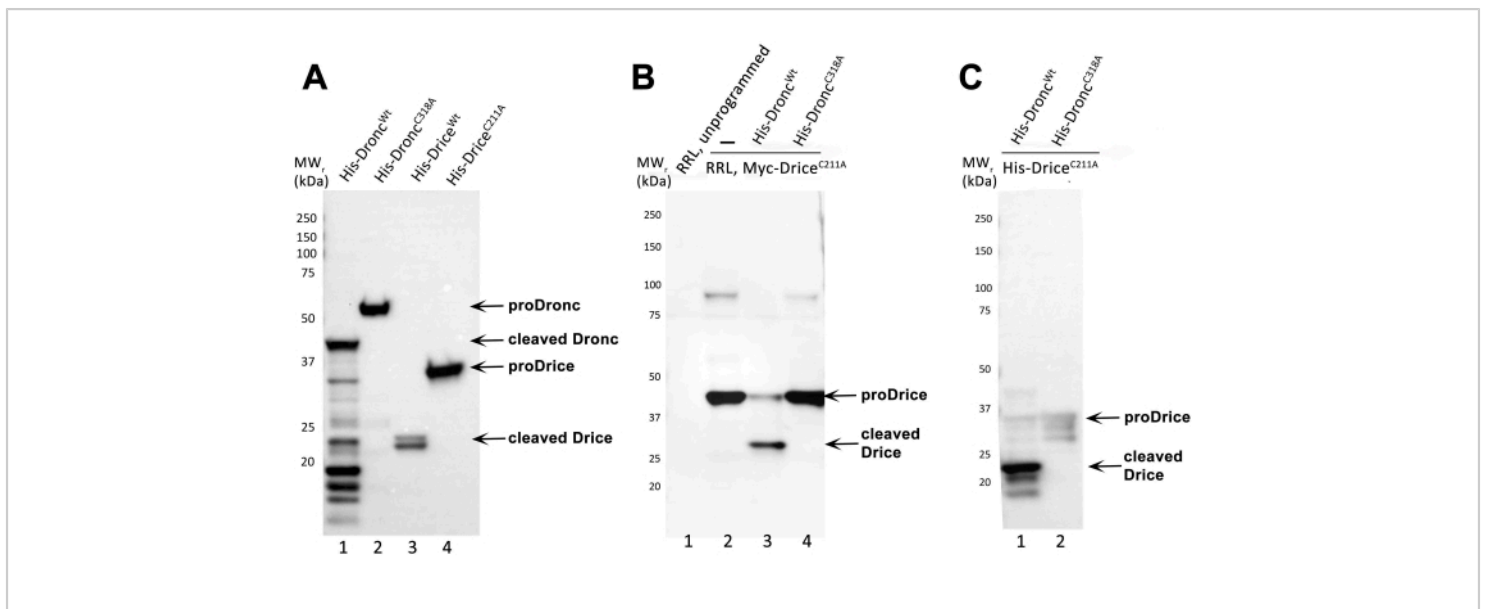 A
His-Dronc^Wt
His-Dronc^C318A
His-Drice^Wt
His-Drice^C211A
MW_r
(kDa)
250
150
100
75
50
37
25
20
proDronc
cleaved Dronc
proDrice
cleaved Drice
1 2 3 4
B
RRL, unprogrammed
–
His-Dronc^Wt
His-Dronc^C318A
RRL, Myc-Drice^C211A
MW_r
(kDa)
250
150
100
75
50
37
25
20
proDrice
cleaved
Drice
1 2 3 4
C
His-Dronc^Wt
His-Dronc^C318A
His-Drice^C211A
MW_r
(kDa)
250
150
100
75
50
37
25
20
proDrice
cleaved
Drice
1 2